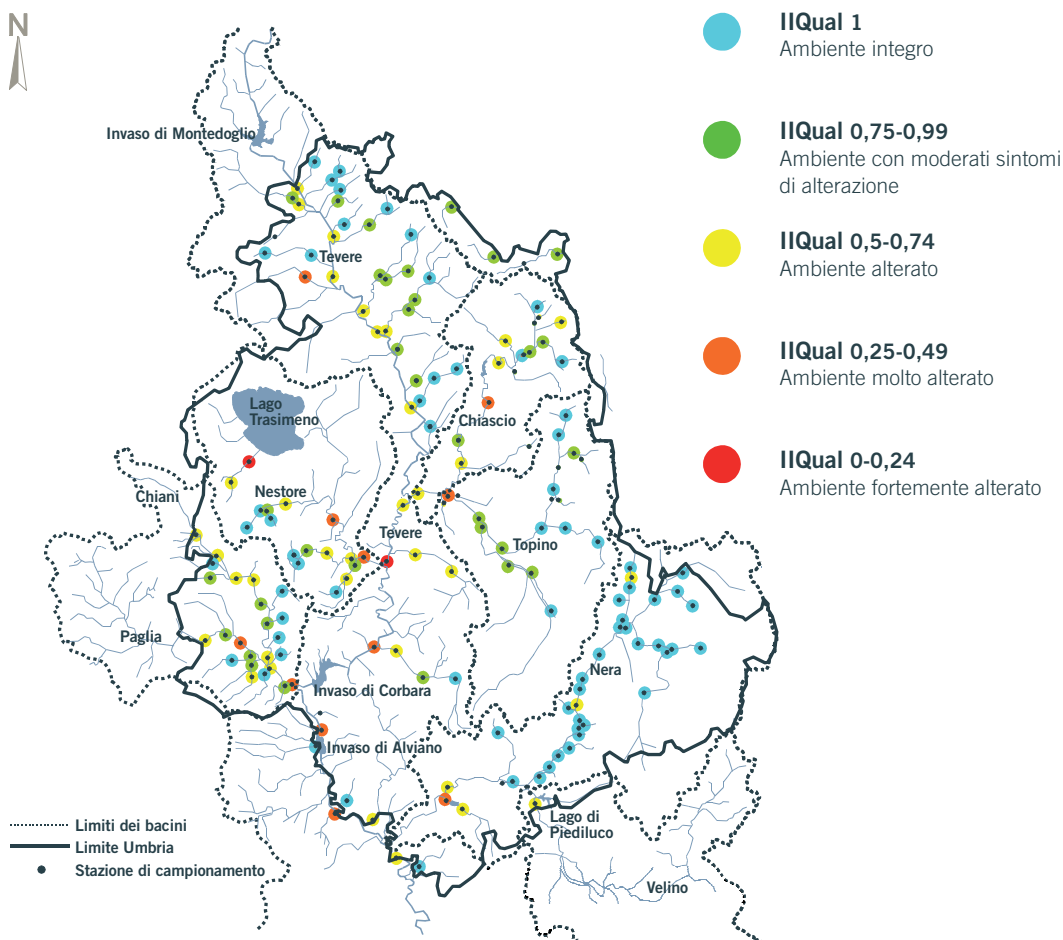 N
IIQual 1
Ambiente integro
IIQual 0,75-0,99
Ambiente con moderati sintomi
di alterazione
IIQual 0,5-0,74
Ambiente alterato
IIQual 0,25-0,49
Ambiente molto alterato
IIQual 0-0,24
Ambiente fortemente alterato
Invaso di Montedoglio
Tevere
Lago
Trasimeno
Chiascio
Chiani
Nestore
Tevere
Topino
Paglia
Nera
Invaso di Corbara
Invaso di Alviano
Lago di
Piediluco
Velino
Limiti dei bacini
Limite Umbria
Stazione di campionamento